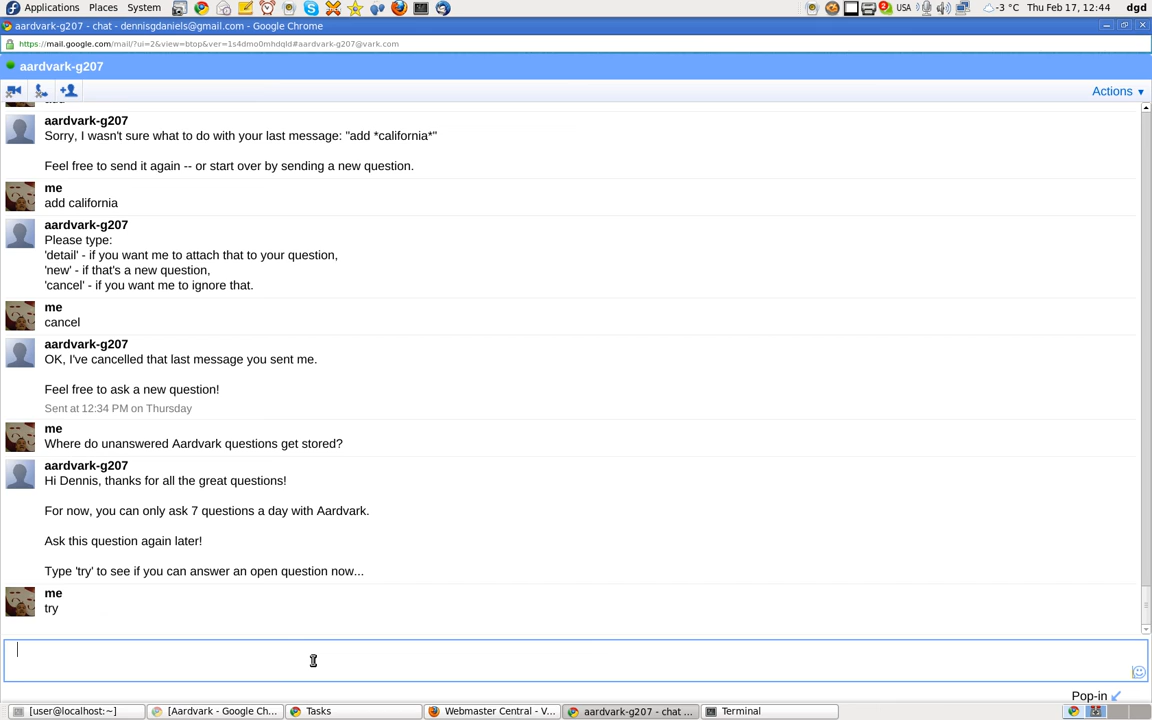 Applications Places System USA -3 °C Thu Feb 17, 12:44 dgd
aardvark-g207 - chat - dennisgdaniels@gmail.com - Google Chrome
https://mail.google.com/mail/?ui=2&view=btop&ver=1s4dmo0mhdqld#aardvark-g207@vark.com
aardvark-g207
Actions
aardvark-g207
Sorry, I wasn't sure what to do with your last message: "add *california*"
Feel free to send it again -- or start over by sending a new question.
me
add california
aardvark-g207
Please type:
'detail' - if you want me to attach that to your question,
'new' - if that's a new question,
'cancel' - if you want me to ignore that.
me
cancel
aardvark-g207
OK, I've cancelled that last message you sent me.
Feel free to ask a new question!
Sent at 12:34 PM on Thursday
me
Where do unanswered Aardvark questions get stored?
aardvark-g207
Hi Dennis, thanks for all the great questions!
For now, you can only ask 7 questions a day with Aardvark.
Ask this question again later!
Type 'try' to see if you can answer an open question now...
me
try
Pop-in
[user@localhost:~] [Aardvark - Google Ch... Tasks Webmaster Central - V... aardvark-g207 - chat ... Terminal